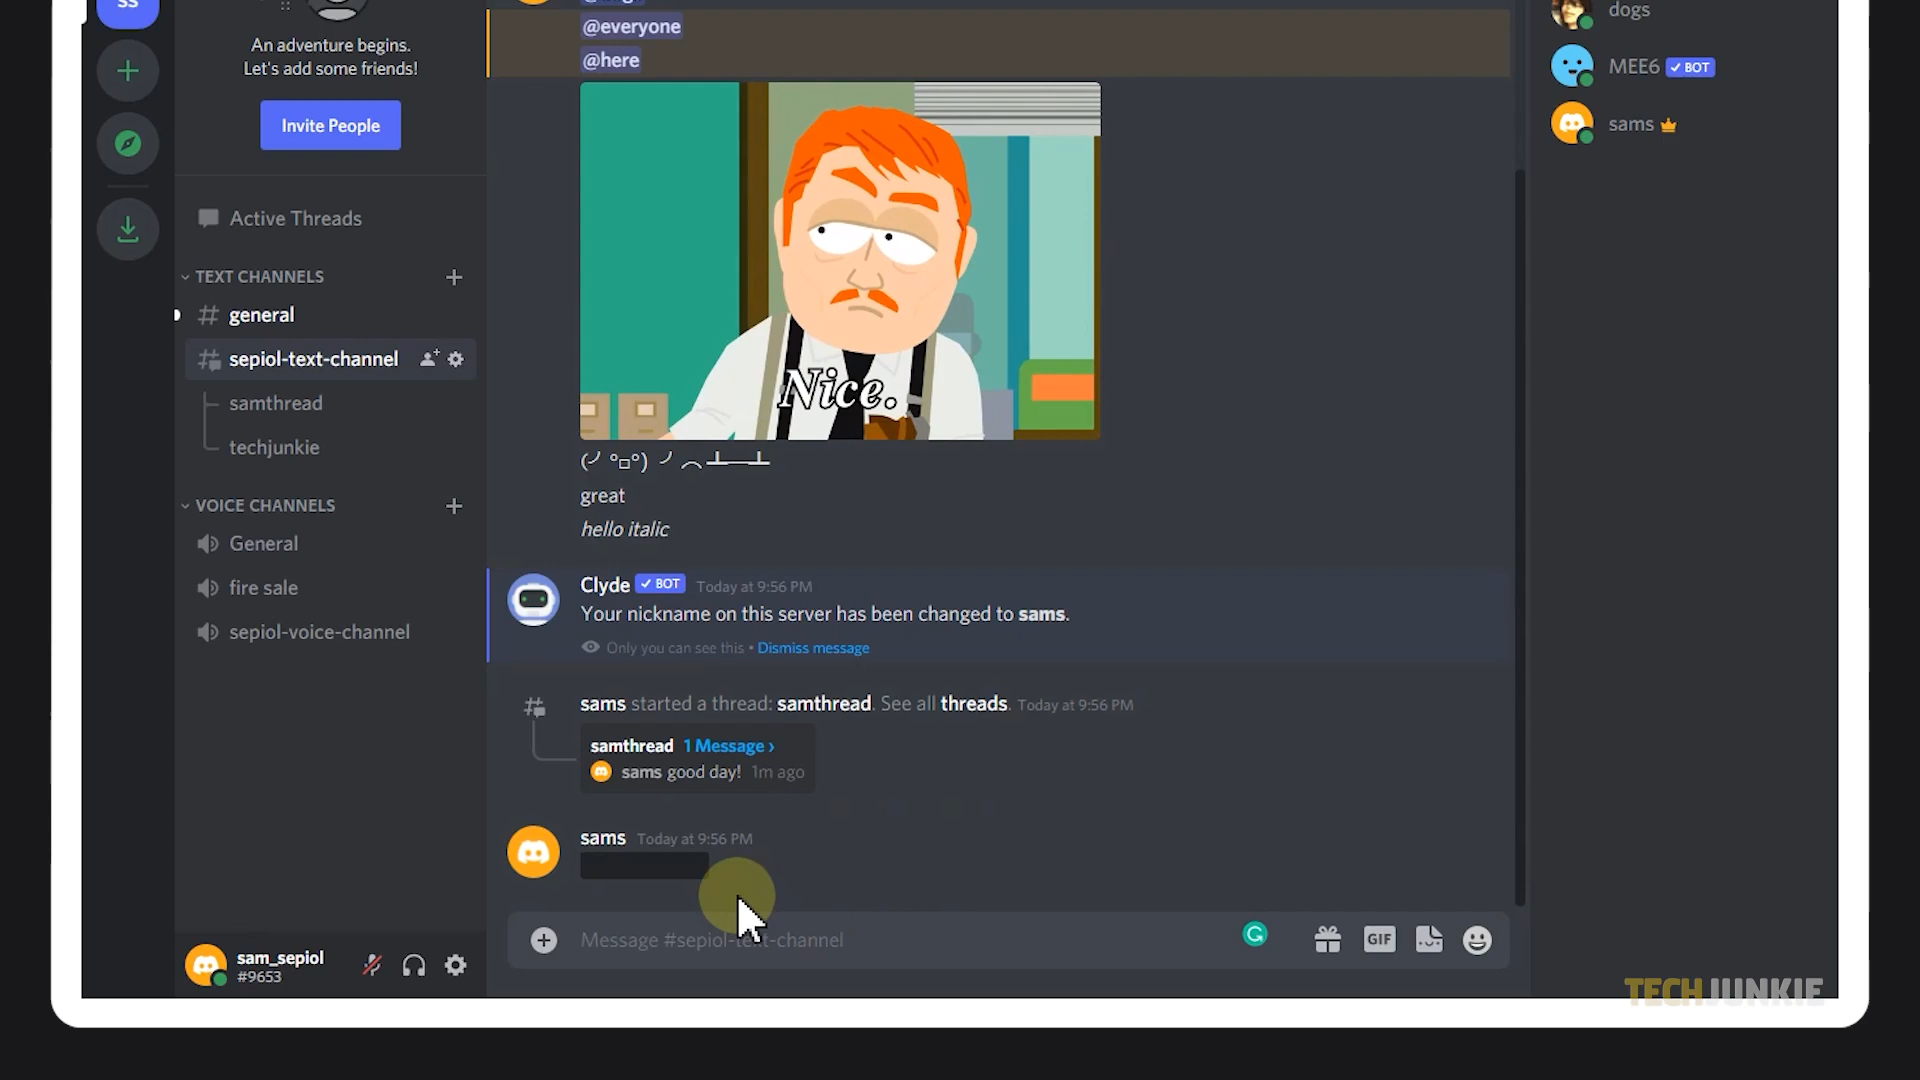 SS
An adventure begins.
Let's add some friends!
Invite People
Active Threads
TEXT CHANNELS
general
sepiol-text-channel
samthread
techjunkie
VOICE CHANNELS
General
fire sale
sepiol-voice-channel
sam_sepiol
#9653
@everyone
@here
Nice.
(╯°□°)╯︵ ┻━┻
great
hello italic
Clyde ✓ BOT Today at 9:56 PM
Your nickname on this server has been changed to sams.
Only you can see this • Dismiss message
sams started a thread: samthread. See all threads. Today at 9:56 PM
samthread 1 Message ›
sams good day! 1m ago
sams Today at 9:56 PM
Message #sepiol-text-channel
GIF
dogs
MEE6 ✓ BOT
sams
TECHJUNKIE